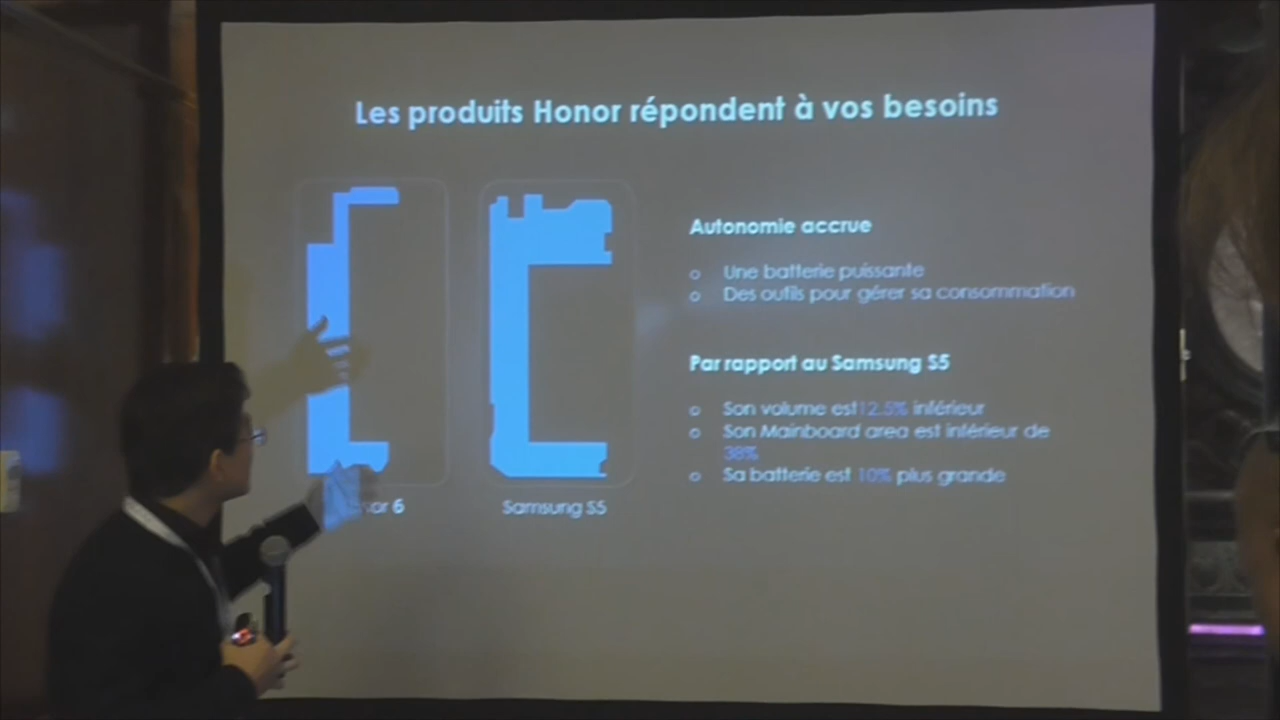 Les produits Honor répondent à vos besoins
Autonomie accrue
o Une batterie puissante
o Des outils pour gérer sa consommation
Par rapport au Samsung S5
o Son volume est 12.5% inférieur
o Son Mainboard area est inférieur de
38%
o Sa batterie est 10% plus grande
or 6
Samsung S5